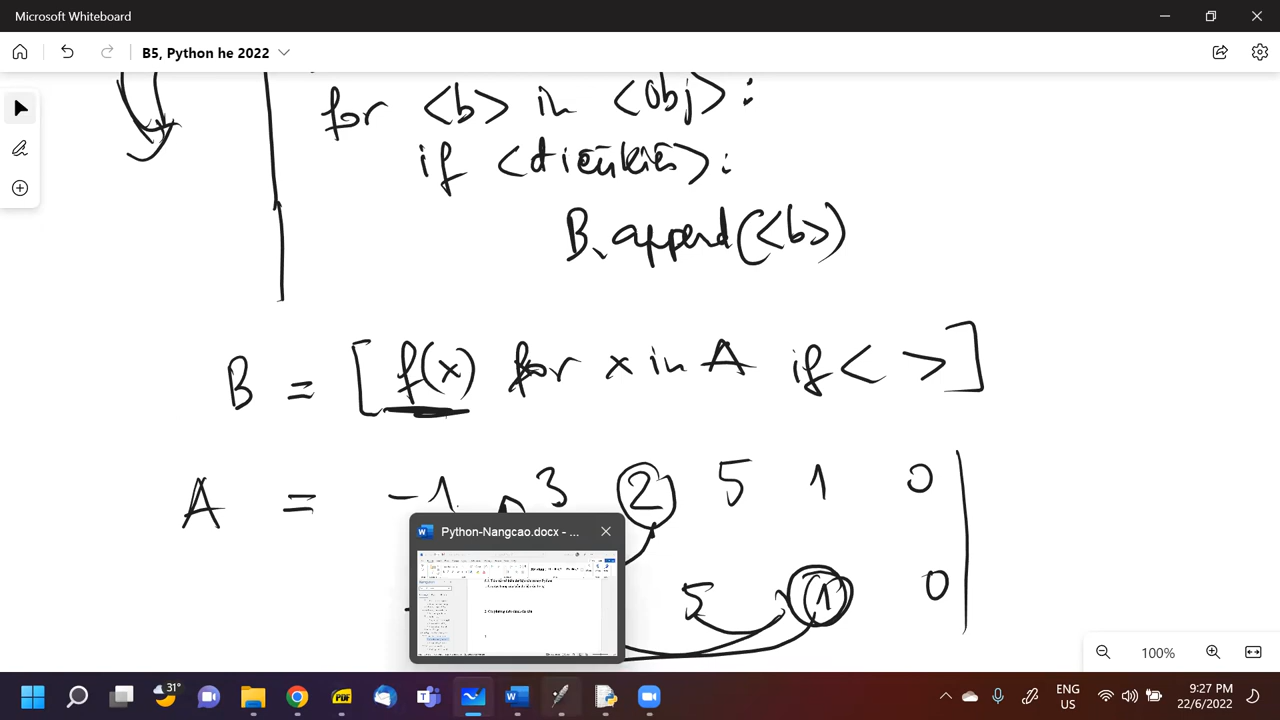 Microsoft Whiteboard
B5, Python he 2022
for <b> in <obj>:
if <điều kiện>:
B.append(<b>)
B = [f(x) for x in A if < >]
A = -1 3 2 5 1 0
Python-Nangcao.docx - ...
5 1 0
100%
31°
ENG
US
9:27 PM
22/6/2022